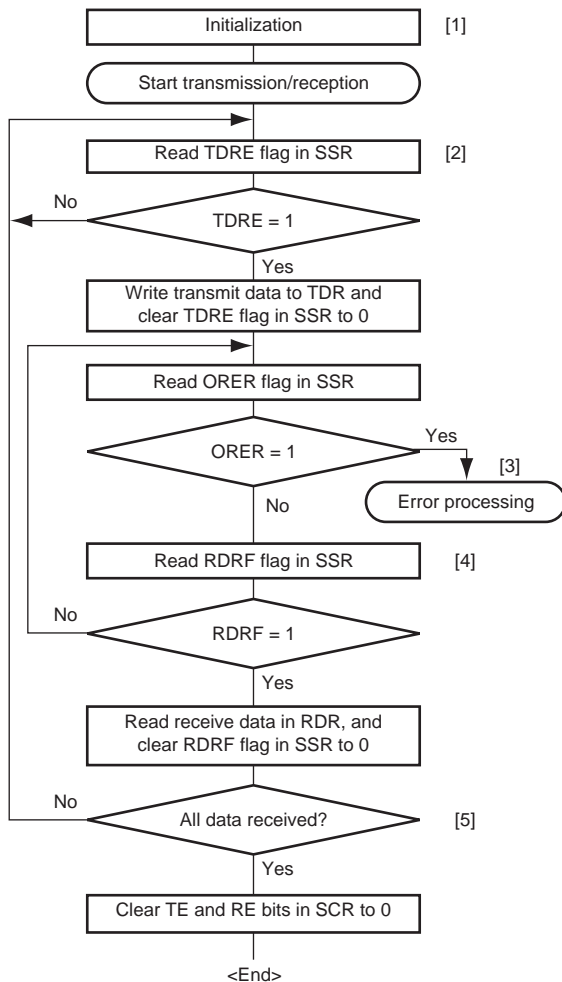 Initialization
[1]
Start transmission/reception
Read TDRE flag in SSR
[2]
No
TDRE = 1
Yes
Write transmit data to TDR and
clear TDRE flag in SSR to 0
Read ORER flag in SSR
Yes
ORER = 1
[3]
Error processing
No
Read RDRF flag in SSR
[4]
No
RDRF = 1
Yes
Read receive data in RDR, and
clear RDRF flag in SSR to 0
No
All data received?
[5]
Yes
Clear TE and RE bits in SCR to 0
<End>